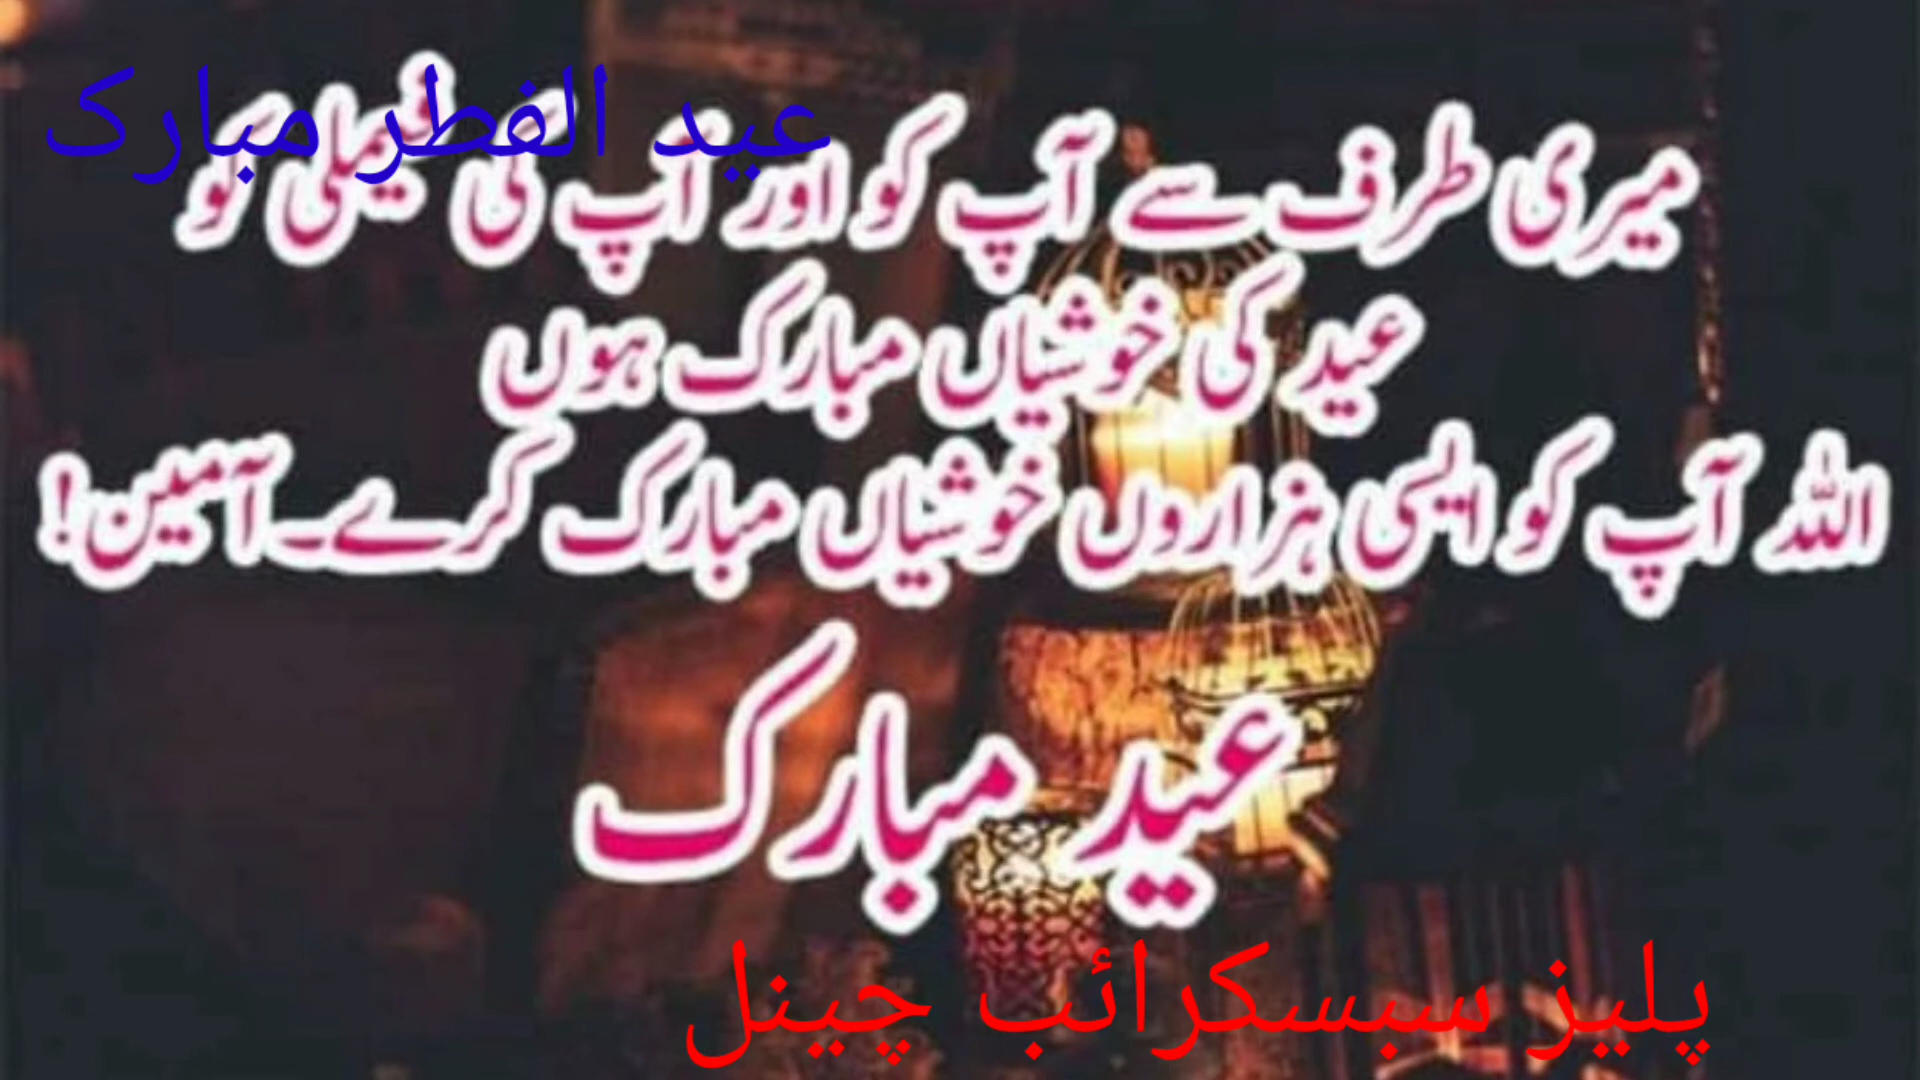 عید الفطر مبارک
میری طرف سے آپ کو اور آپ کی فیملی کو
عید کی خوشیاں مبارک ہوں
اللہ آپ کو ایسی ہزاروں خوشیاں مبارک کرے۔ آمین!
عید مبارک
پلیز سبسکرائب چینل